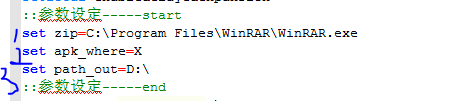 ::参数设定-----start
1 set zip=C:\Program Files\WinRAR\WinRAR.exe
2 set apk_where=X
3 set path_out=D:\
::参数设定-----end